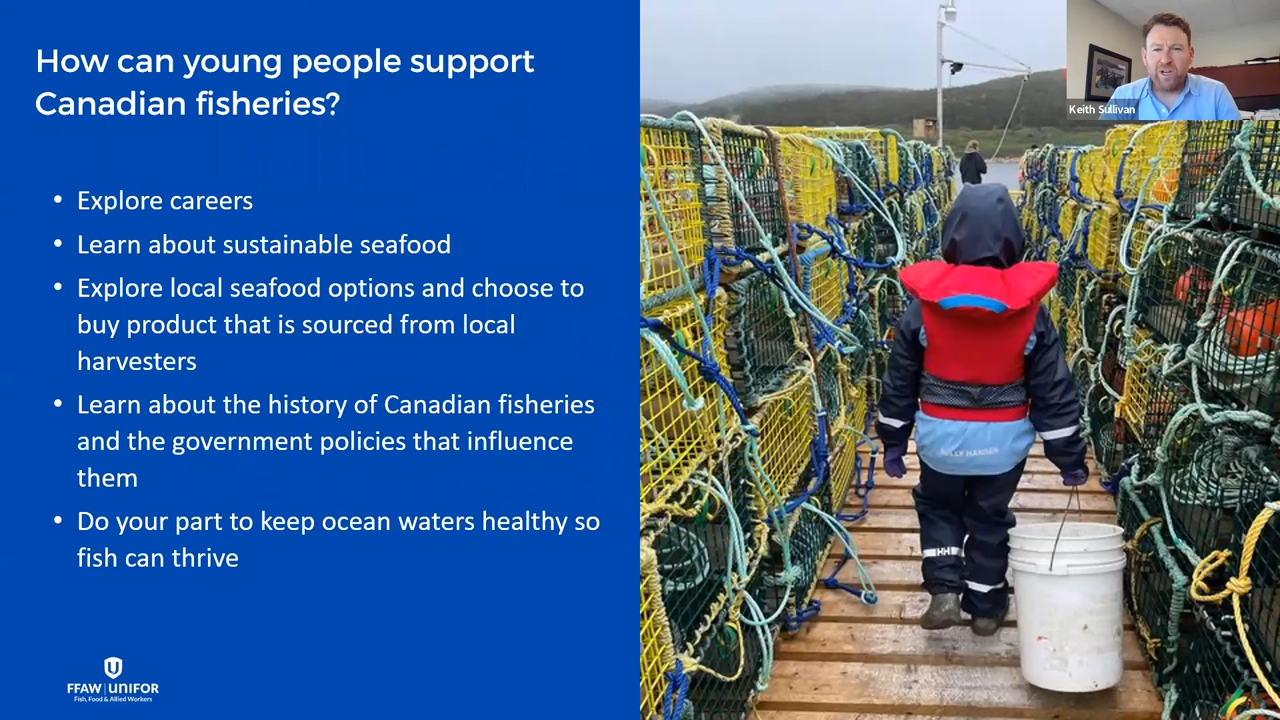 How can young people support
Canadian fisheries?
• Explore careers
• Learn about sustainable seafood
• Explore local seafood options and choose to
buy product that is sourced from local
harvesters
• Learn about the history of Canadian fisheries
and the government policies that influence
them
• Do your part to keep ocean waters healthy so
fish can thrive
FFAW | UNIFOR
Fish, Food & Allied Workers
Keith Sullivan
HELLY HANSEN
HH